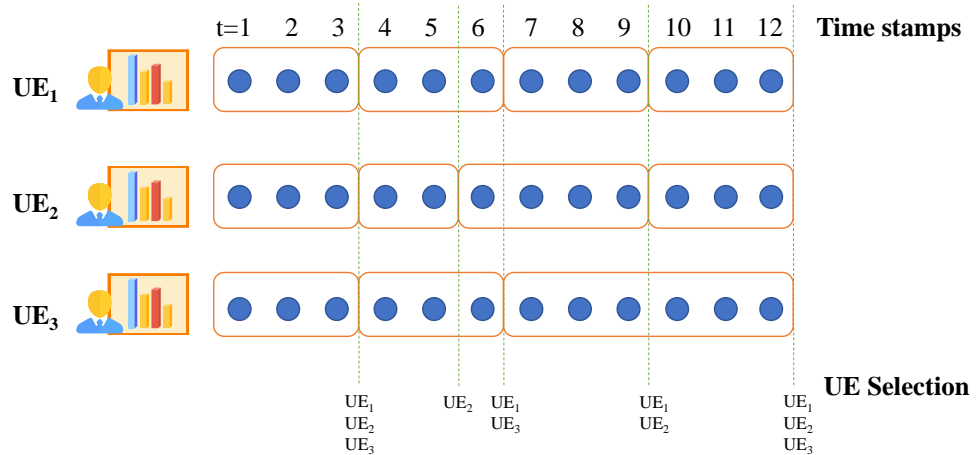 t=1 2 3 4 5 6 7 8 9 10 11 12 Time stamps
UE1
UE2
UE3
UE Selection
UE1 UE2 UE1 UE1 UE1
UE2 UE3 UE2 UE2
UE3 UE3